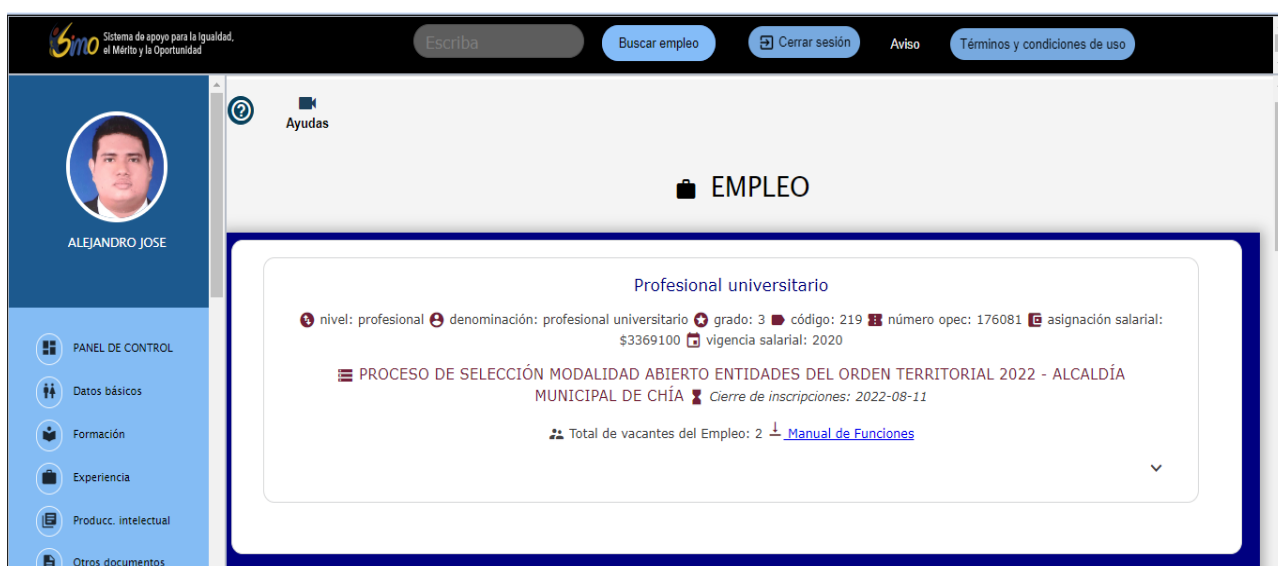 Simo Sistema de apoyo para la Igualdad,
el Mérito y la Oportunidad
Escriba
Buscar empleo
Cerrar sesión
Aviso
Términos y condiciones de uso
Ayudas
EMPLEO
ALEJANDRO JOSE
PANEL DE CONTROL
Datos básicos
Formación
Experiencia
Producc. intelectual
Otros documentos
Profesional universitario
nivel: profesional denominación: profesional universitario grado: 3 código: 219 número opec: 176081 asignación salarial:
$3369100 vigencia salarial: 2020
PROCESO DE SELECCIÓN MODALIDAD ABIERTO ENTIDADES DEL ORDEN TERRITORIAL 2022 - ALCALDÍA
MUNICIPAL DE CHÍA Cierre de inscripciones: 2022-08-11
Total de vacantes del Empleo: 2 Manual de Funciones